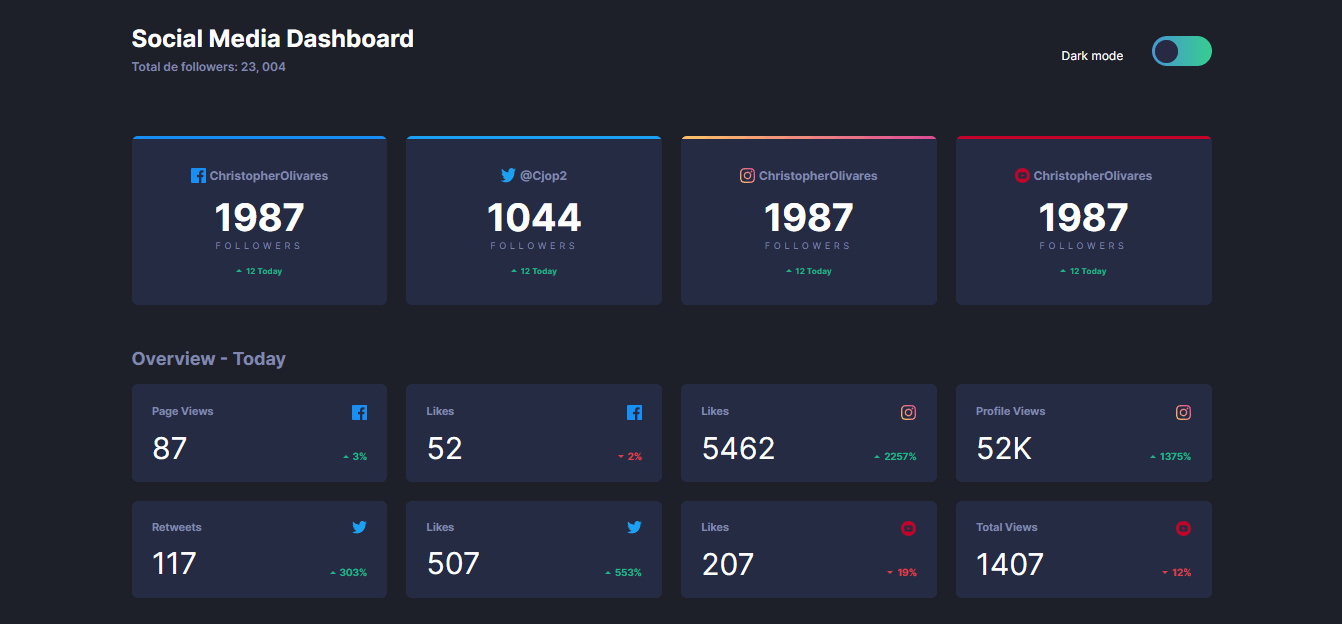 Social Media Dashboard
Total de followers: 23, 004
Dark mode
ChristopherOlivares
1987
FOLLOWERS
12 Today
@Cjop2
1044
FOLLOWERS
12 Today
ChristopherOlivares
1987
FOLLOWERS
12 Today
ChristopherOlivares
1987
FOLLOWERS
12 Today
Overview - Today
Page Views
87
3%
Likes
52
2%
Likes
5462
2257%
Profile Views
52K
1375%
Retweets
117
303%
Likes
507
553%
Likes
207
19%
Total Views
1407
12%